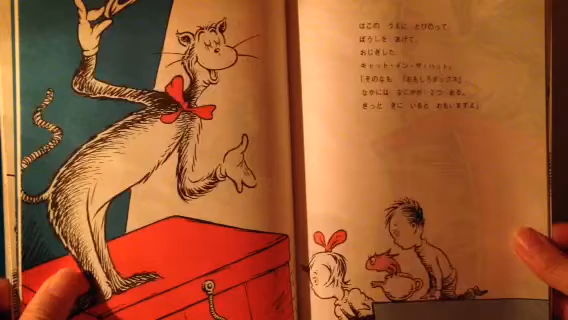 はこの うえに とびのって、
ぼうしを あげて、
おじぎした
キャット・イン・ザ・ハット。
「そのなも 『おもしろボックス』
なかには なにかが 2つ ある。
きっと きに いると おもいますよ」